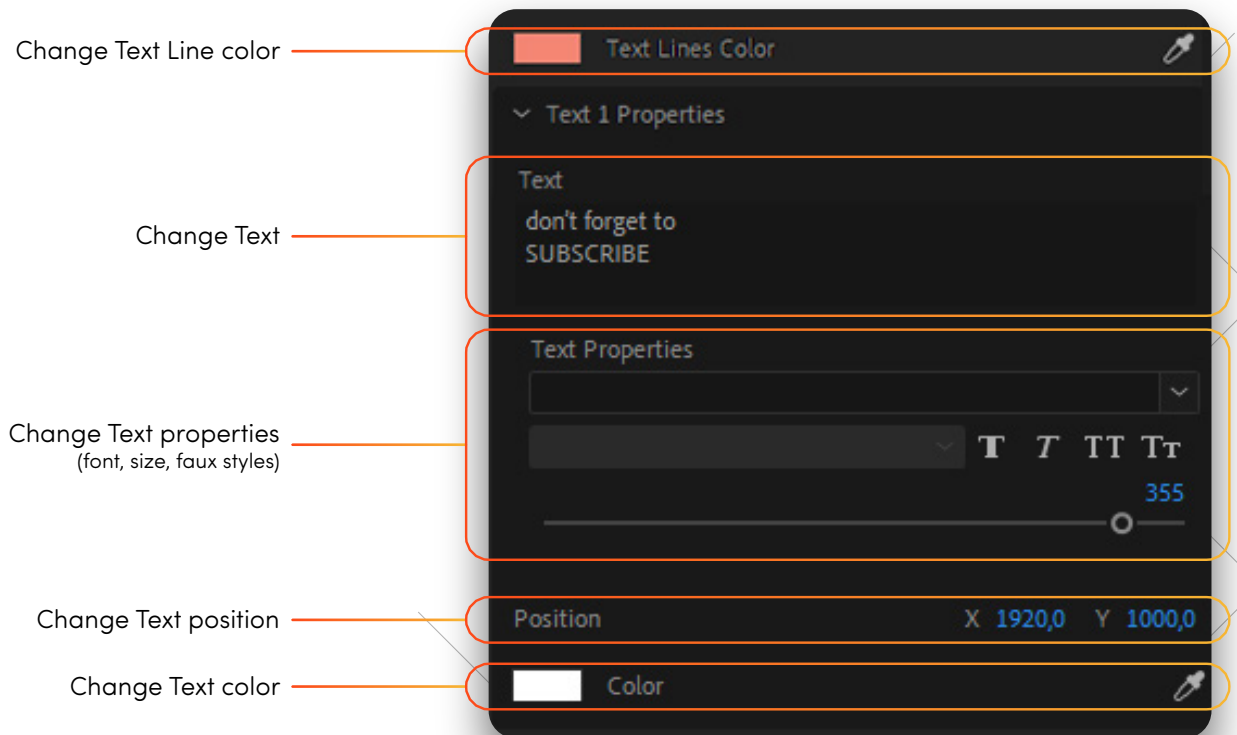 Change Text Line color
Text Lines Color
Text 1 Properties
Text
don't forget to
SUBSCRIBE
Change Text
Text Properties
Change Text properties
(font, size, faux styles)
T T TT TT
355
Change Text position
Position X 1920,0 Y 1000,0
Change Text color
Color